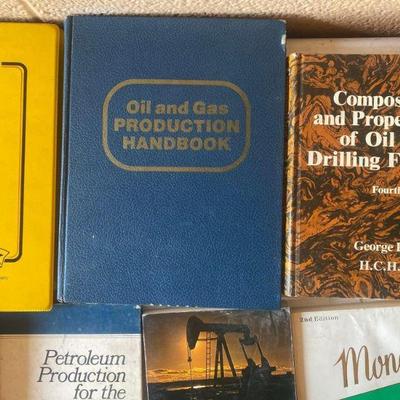 Oil and Gas
PRODUCTION
HANDBOOK
Compos
and Prope
of Oil
Drilling F
Fourth
George
H.C.H.
Petroleum
Production
for the
2nd Edition
Mon